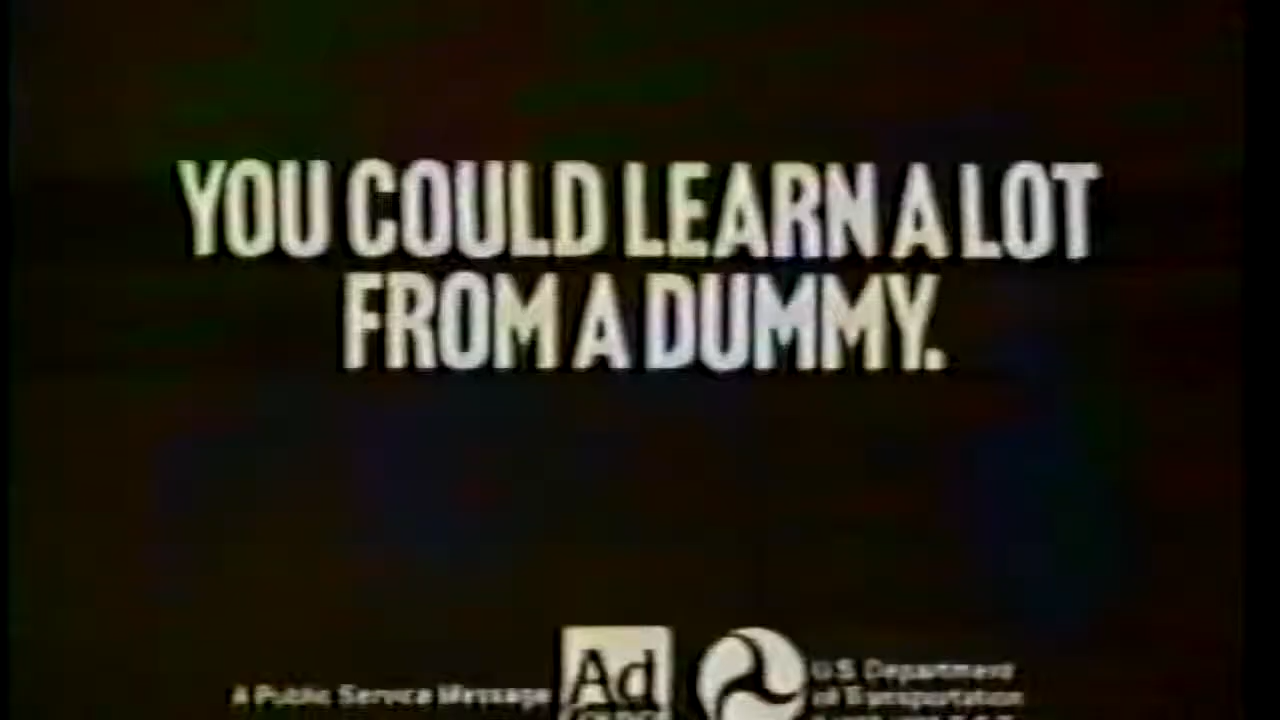 YOU COULD LEARN A LOT
FROM A DUMMY.
A Public Service Message
Ad
U.S. Department
of Transportation